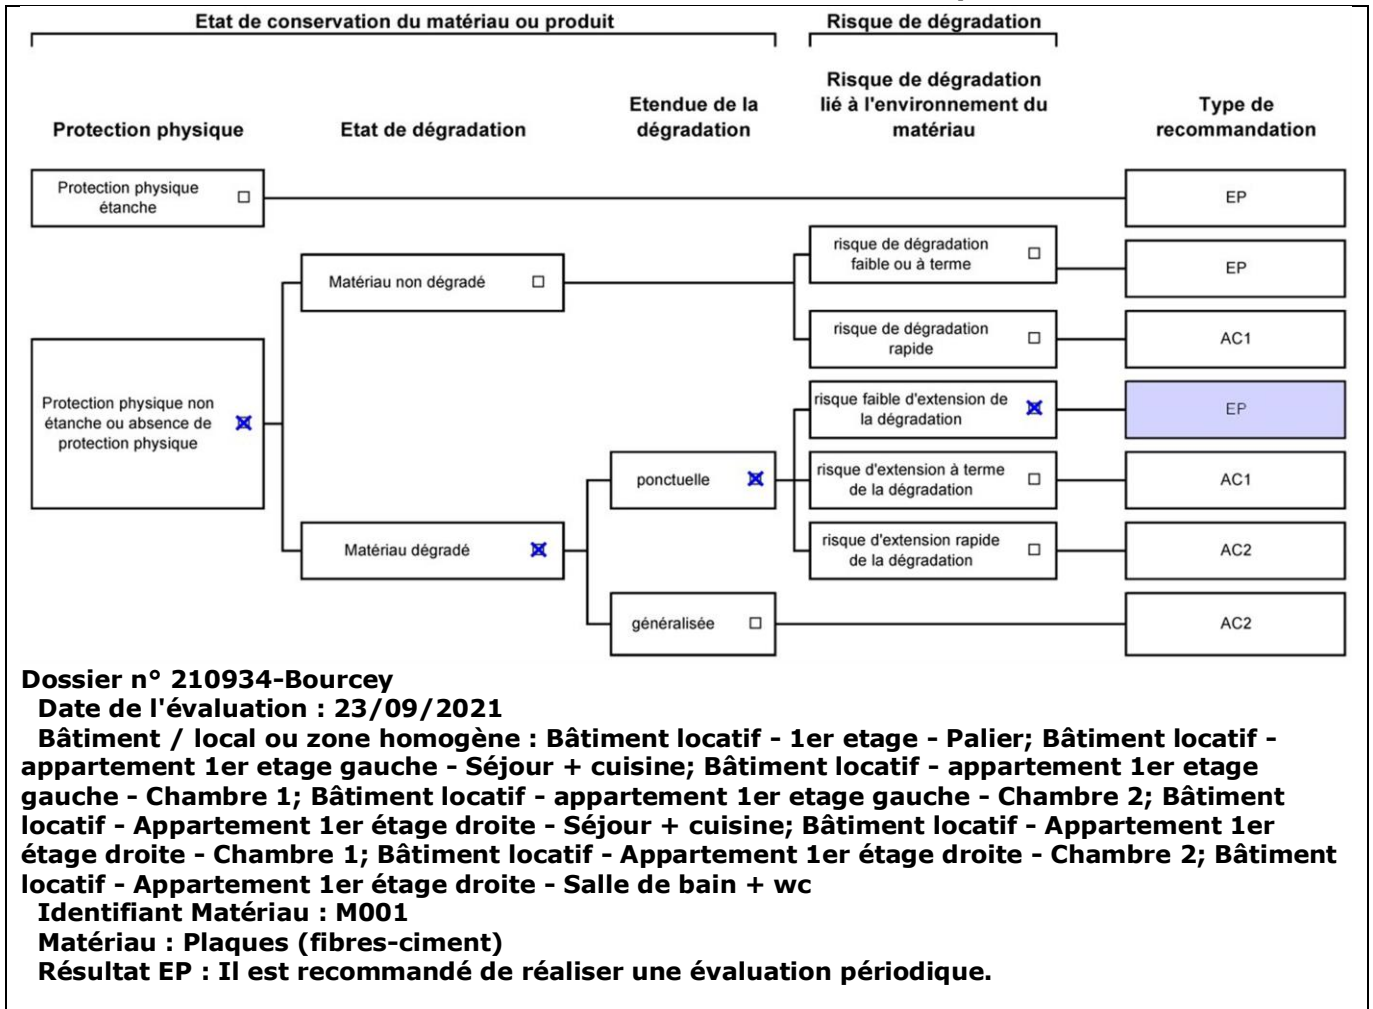 Etat de conservation du matériau ou produit
Risque de dégradation
Protection physique
Etat de dégradation
Etendue de la
dégradation
Risque de dégradation
lié à l'environnement du
matériau
Type de
recommandation
Protection physique
étanche
EP
risque de dégradation
faible ou à terme
EP
Matériau non dégradé
risque de dégradation
rapide
AC1
Protection physique non
étanche ou absence de
protection physique
risque faible d'extension de
la dégradation
EP
ponctuelle
risque d'extension à terme
de la dégradation
AC1
Matériau dégradé
risque d'extension rapide
de la dégradation
AC2
généralisée
AC2
Dossier n° 210934-Bourcey
Date de l'évaluation : 23/09/2021
Bâtiment / local ou zone homogène : Bâtiment locatif - 1er etage - Palier; Bâtiment locatif -
appartement 1er etage gauche - Séjour + cuisine; Bâtiment locatif - appartement 1er etage
gauche - Chambre 1; Bâtiment locatif - appartement 1er etage gauche - Chambre 2; Bâtiment
locatif - Appartement 1er étage droite - Séjour + cuisine; Bâtiment locatif - Appartement 1er
étage droite - Chambre 1; Bâtiment locatif - Appartement 1er étage droite - Chambre 2; Bâtiment
locatif - Appartement 1er étage droite - Salle de bain + wc
Identifiant Matériau : M001
Matériau : Plaques (fibres-ciment)
Résultat EP : Il est recommandé de réaliser une évaluation périodique.